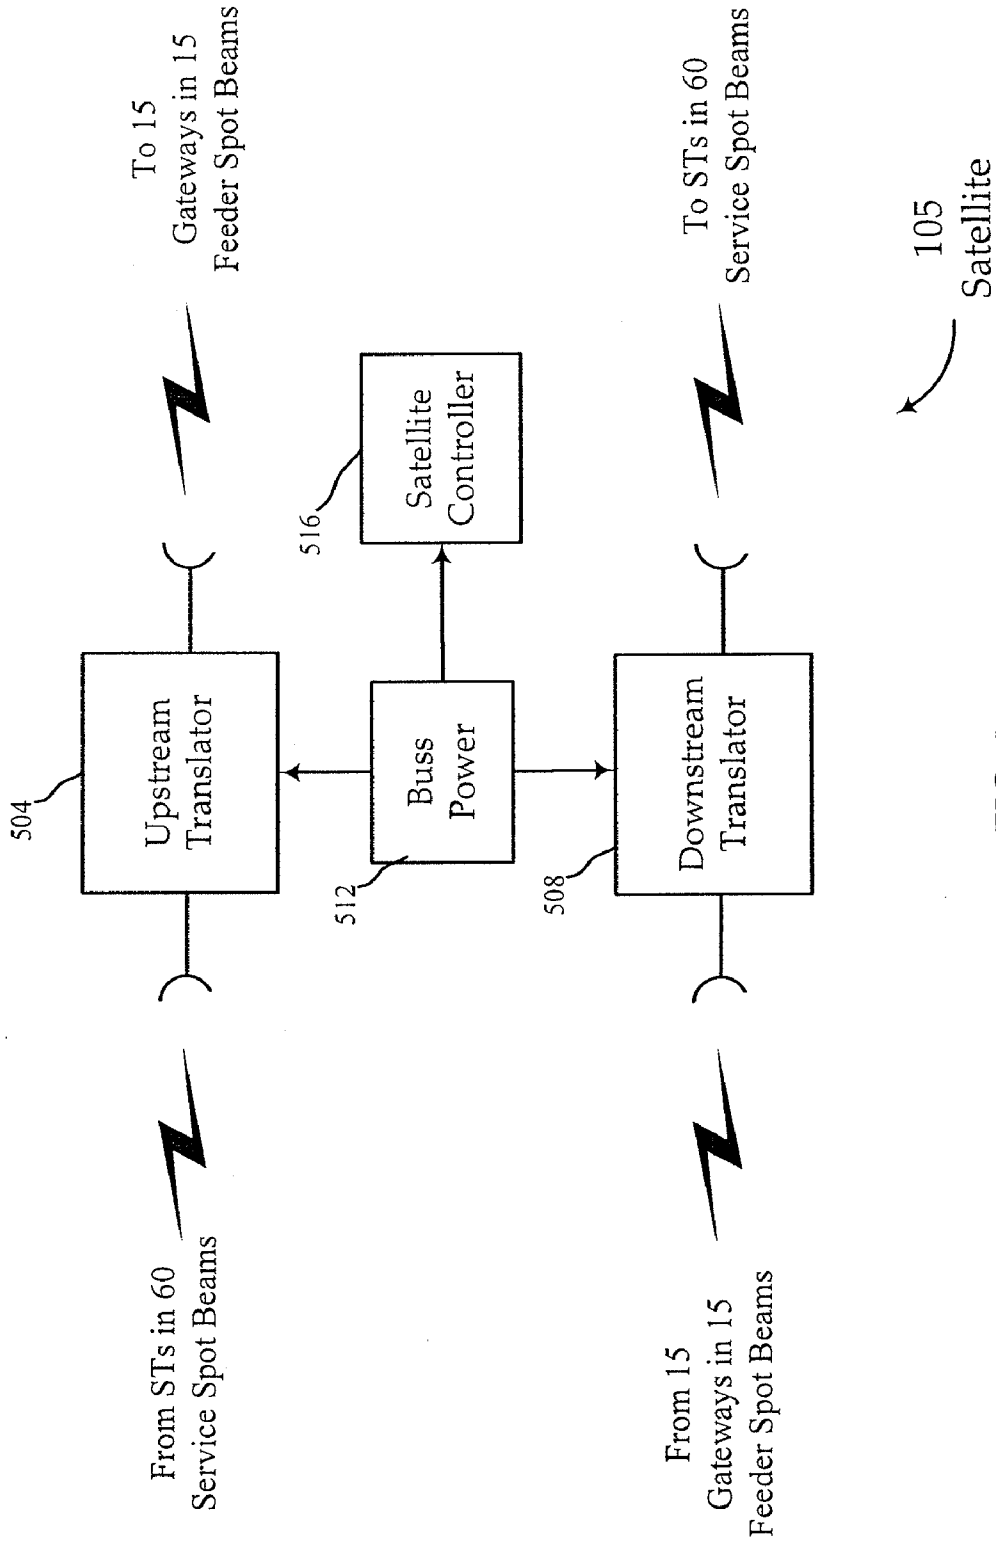 From STs in 60
Service Spot Beams
504
Upstream
Translator
To 15
Gateways in 15
Feeder Spot Beams
516
Satellite
Controller
512
Buss
Power
508
Downstream
Translator
From 15
Gateways in 15
Feeder Spot Beams
To STs in 60
Service Spot Beams
105
Satellite